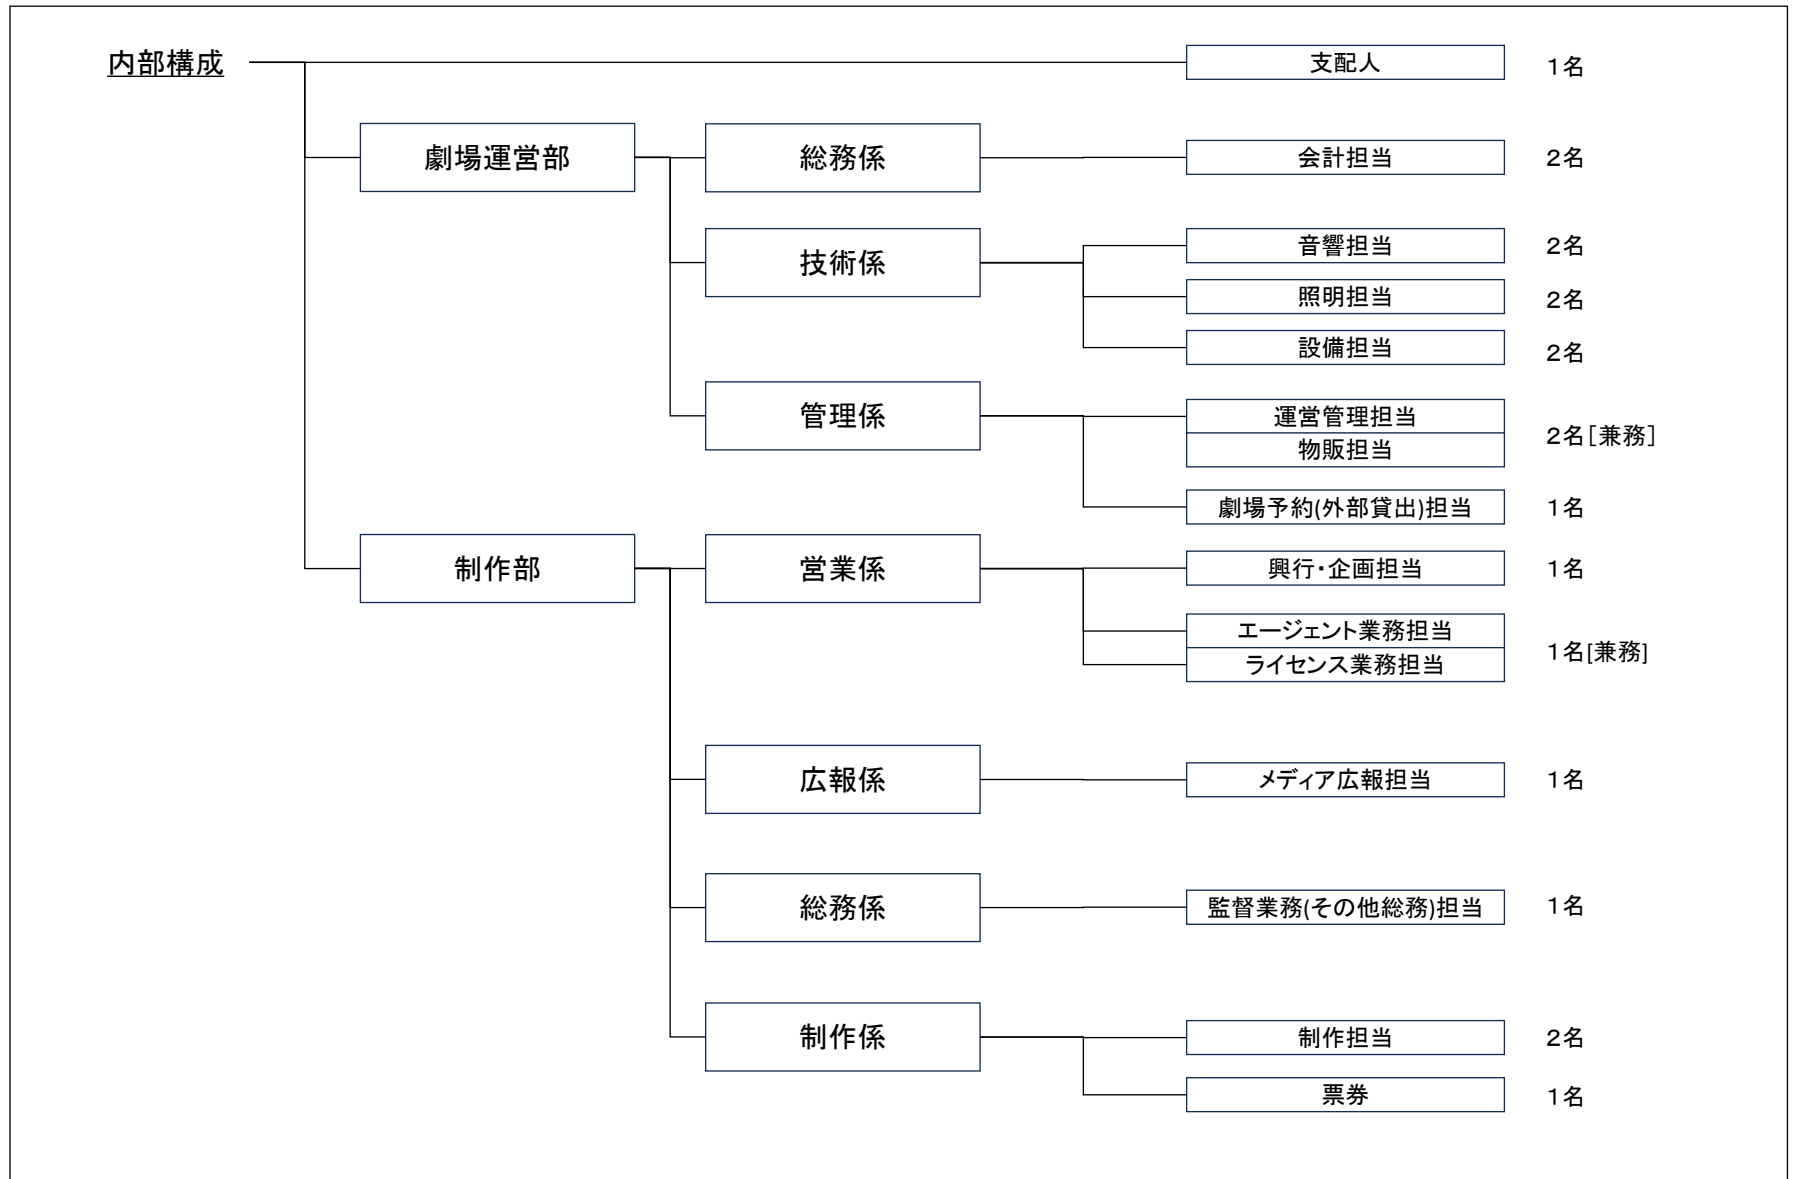 内部構成
支配人 1名
劇場運営部 総務係 会計担当 2名
技術係 音響担当 2名
照明担当 2名
設備担当 2名
管理係 運営管理担当
物販担当
2名[兼務]
劇場予約(外部貸出)担当 1名
制作部 営業係 興行・企画担当 1名
エージェント業務担当
ライセンス業務担当
1名[兼務]
広報係 メディア広報担当 1名
総務係 監督業務(その他総務)担当 1名
制作係 制作担当 2名
票券 1名